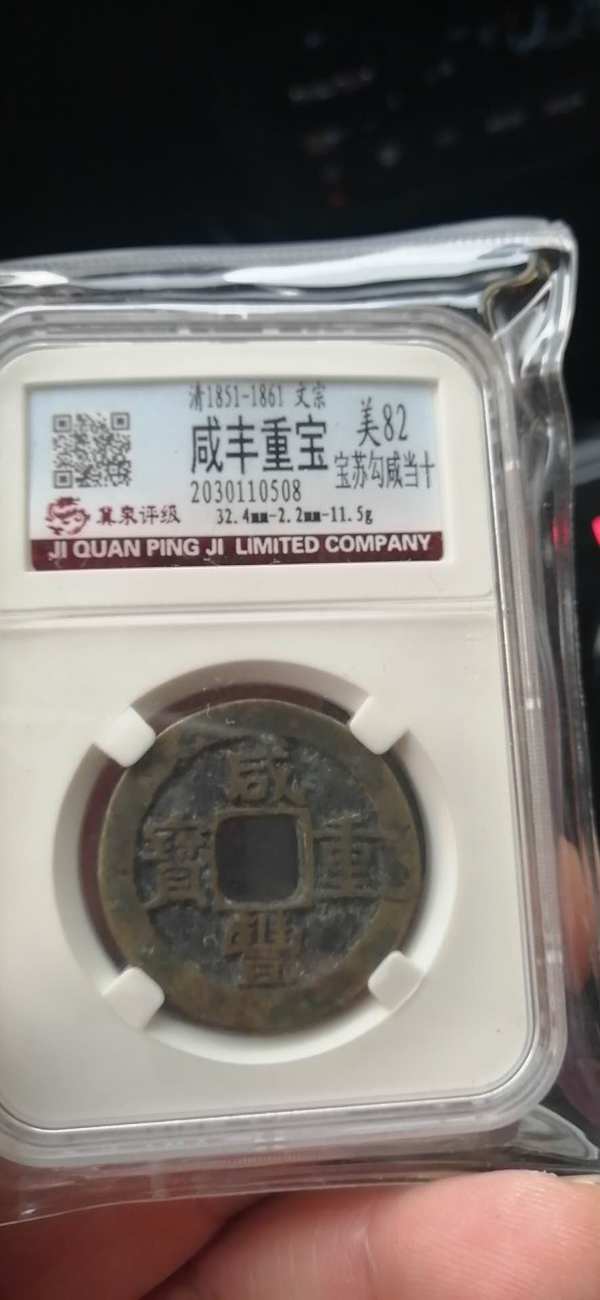 清1851-1861 文宗
咸丰重宝
美82
宝苏勾咸当十
2030110508
冀泉评级
32.4mm-2.2mm-11.5g
JI QUAN PING JI LIMITED COMPANY
咸
寳 重
豐